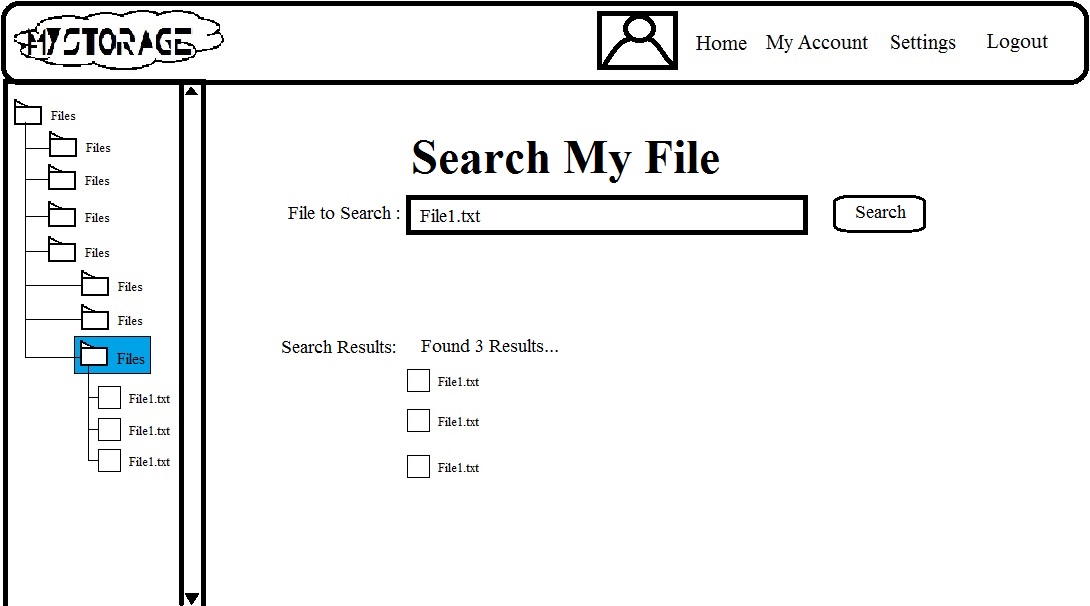 MYSTORAGE
Home My Account Settings Logout
Files
Files
Files
Files
Files
Files
Files
Files
File1.txt
File1.txt
File1.txt
Search My File
File to Search : File1.txt Search
Search Results: Found 3 Results...
File1.txt
File1.txt
File1.txt